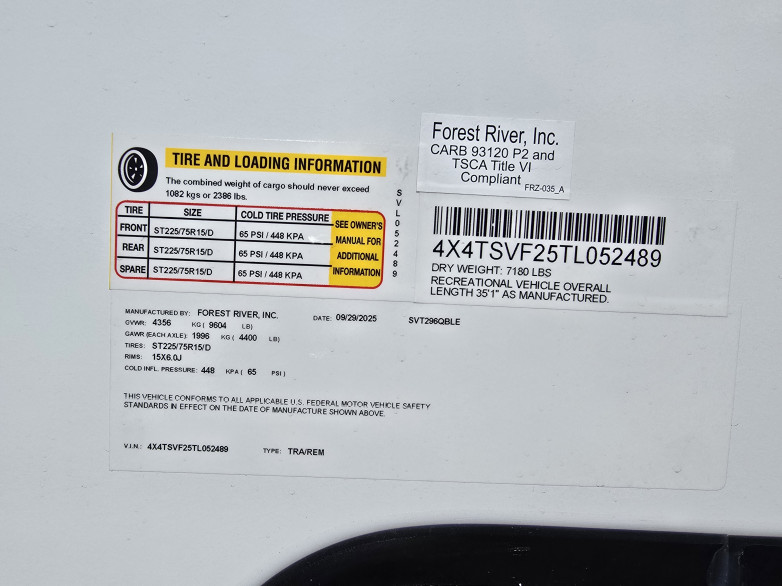 Forest River, Inc.
CARB 93120 P2 and
TSCA Title VI
Compliant
FRZ-035_A
TIRE AND LOADING INFORMATION
The combined weight of cargo should never exceed
1082 kgs or 2386 lbs.
TIRE SIZE COLD TIRE PRESSURE
FRONT ST225/75R15/D 65 PSI / 448 KPA
REAR ST225/75R15/D 65 PSI / 448 KPA
SPARE ST225/75R15/D 65 PSI / 448 KPA
SEE OWNER'S
MANUAL FOR
ADDITIONAL
INFORMATION
SVL052489
4X4TSVF25TL052489
DRY WEIGHT: 7180 LBS
RECREATIONAL VEHICLE OVERALL
LENGTH 35'1" AS MANUFACTURED.
MANUFACTURED BY: FOREST RIVER, INC. DATE: 09/29/2025 SVT296QBLE
GVWR: 4356 KG ( 9604 LB)
GAWR (EACH AXLE): 1996 KG ( 4400 LB)
TIRES: ST225/75R15/D
RIMS: 15X6.0J
COLD INFL. PRESSURE: 448 KPA ( 65 PSI )
THIS VEHICLE CONFORMS TO ALL APPLICABLE U.S. FEDERAL MOTOR VEHICLE SAFETY
STANDARDS IN EFFECT ON THE DATE OF MANUFACTURE SHOWN ABOVE.
V.I.N.: 4X4TSVF25TL052489 TYPE: TRA/REM